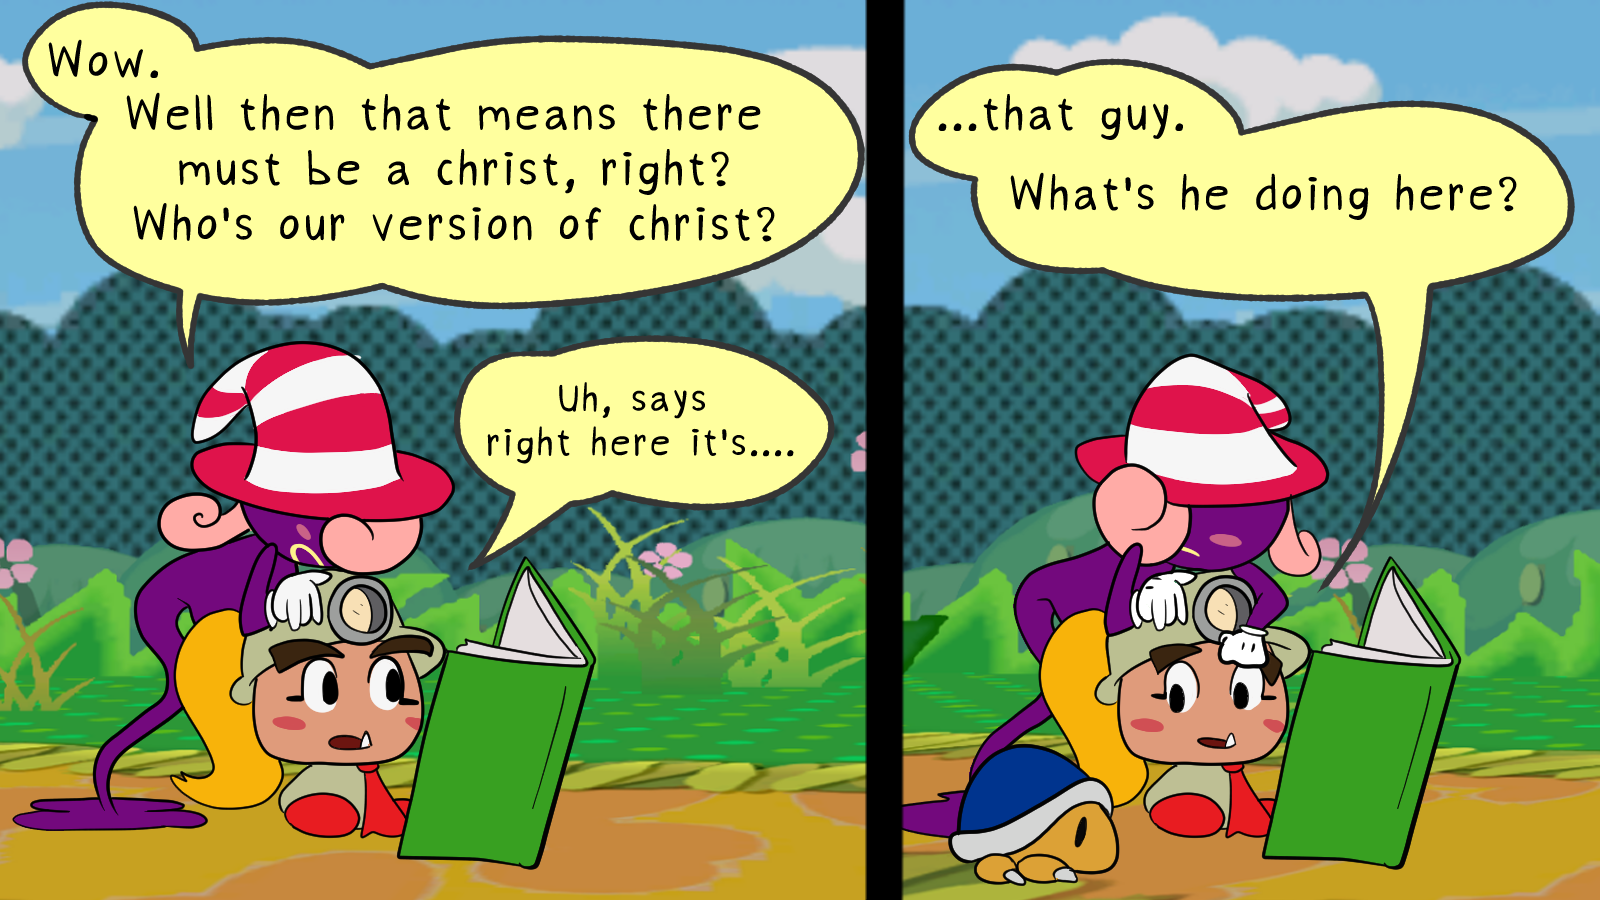 Wow.
Well then that means there
must be a christ, right?
Who's our version of christ?
Uh, says
right here it's....
...that guy.
What's he doing here?